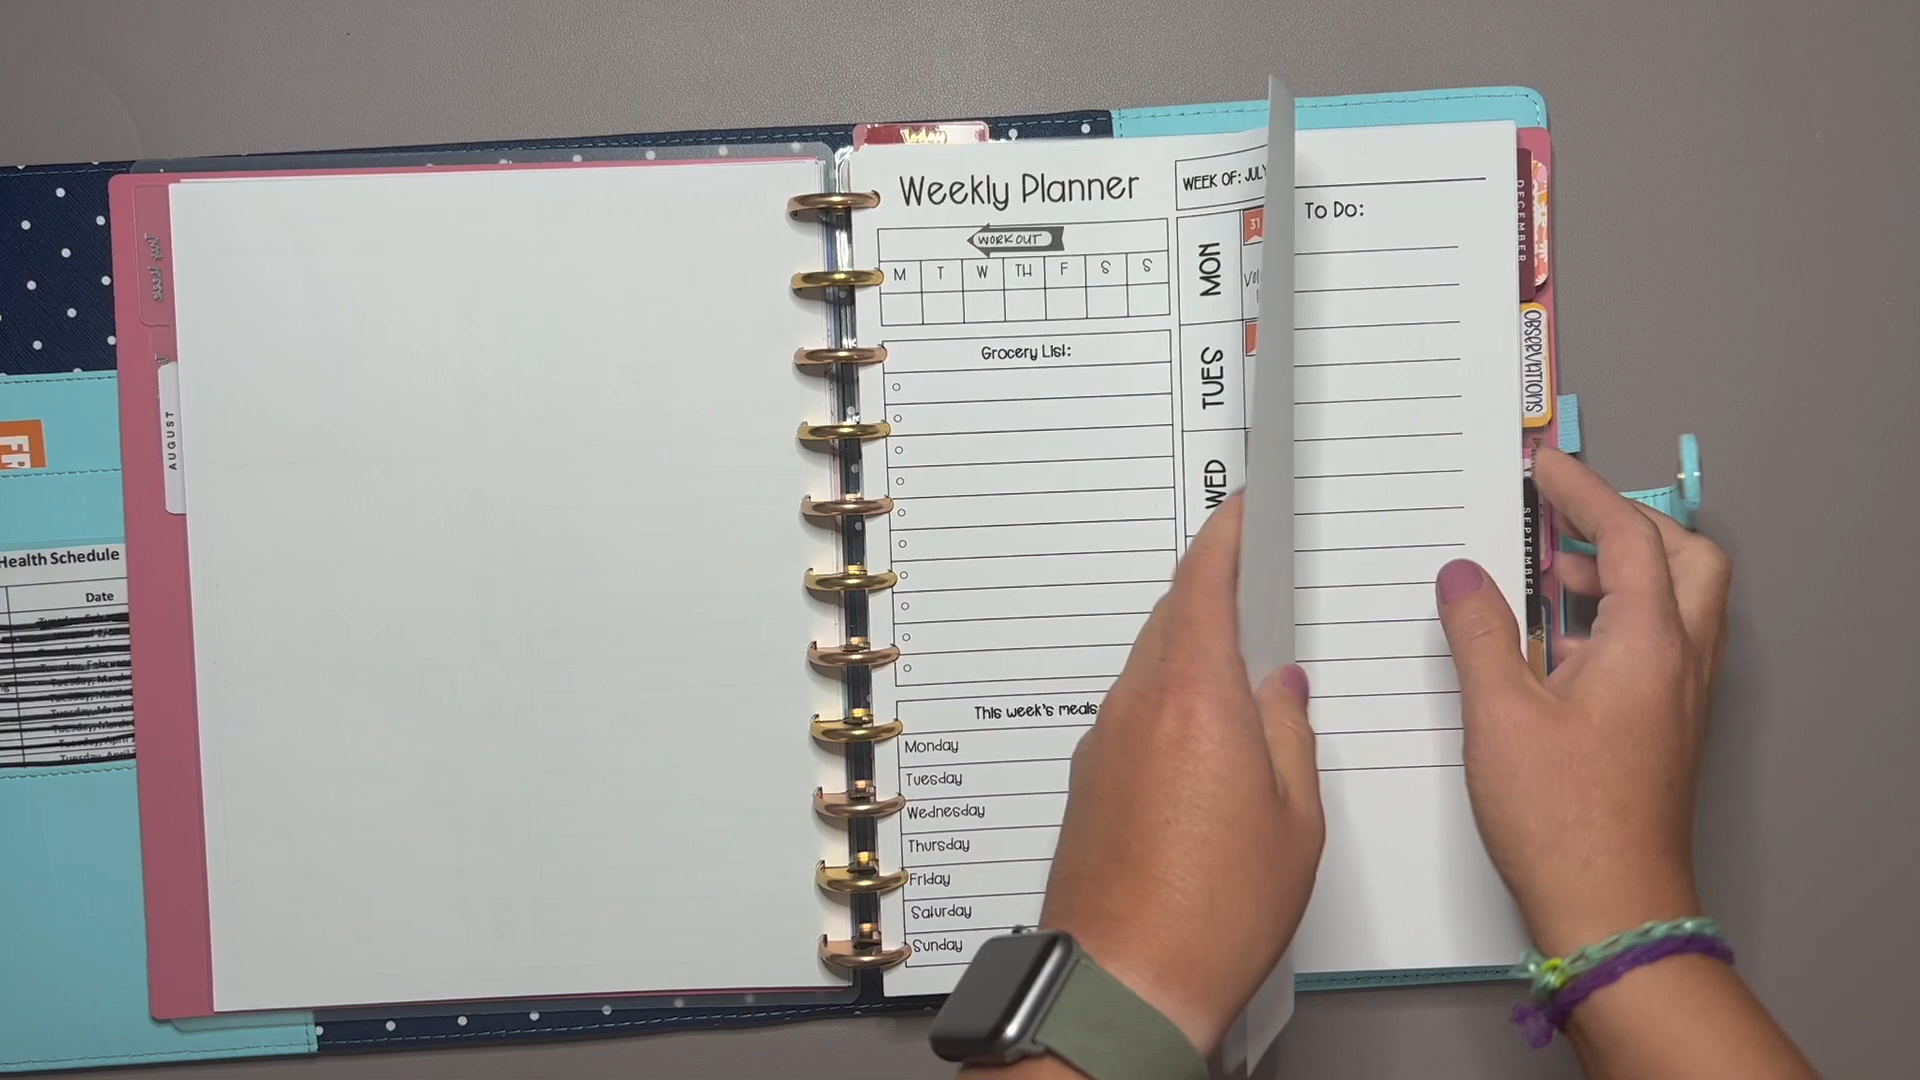 AUGUST
Health Schedule
Date
Today
Weekly Planner
WORK OUT
M T W TH F S S
Grocery List:
This week's meals
Monday
Tuesday
Wednesday
Thursday
Friday
Saturday
Sunday
WEEK OF: JULY
MON
31
TUES
WED
To Do:
DECEMBER
OBSERVATIONS
SEPTEMBER